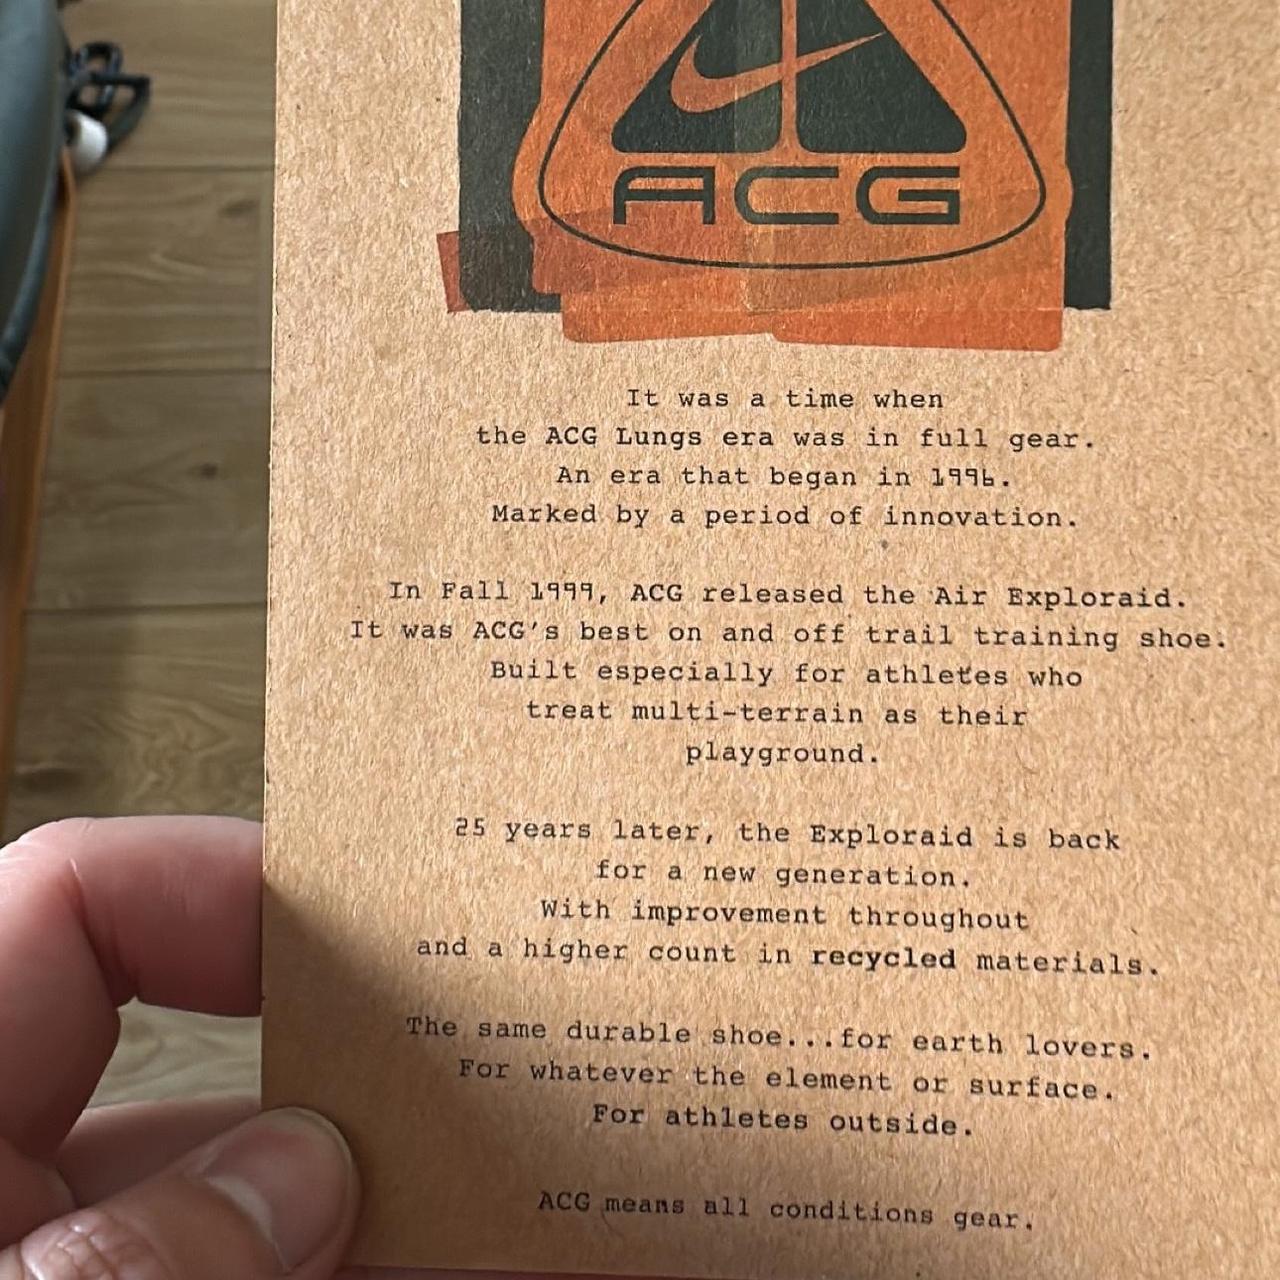 ACG
It was a time when
the ACG Lungs era was in full gear.
An era that began in 1996.
Marked by a period of innovation.
In Fall 1999, ACG released the Air Exploraid.
It was ACG's best on and off trail training shoe.
Built especially for athletes who
treat multi-terrain as their
playground.
25 years later, the Exploraid is back
for a new generation.
With improvement throughout
and a higher count in recycled materials.
The same durable shoe...for earth lovers.
For whatever the element or surface.
For athletes outside.
ACG means all conditions gear.